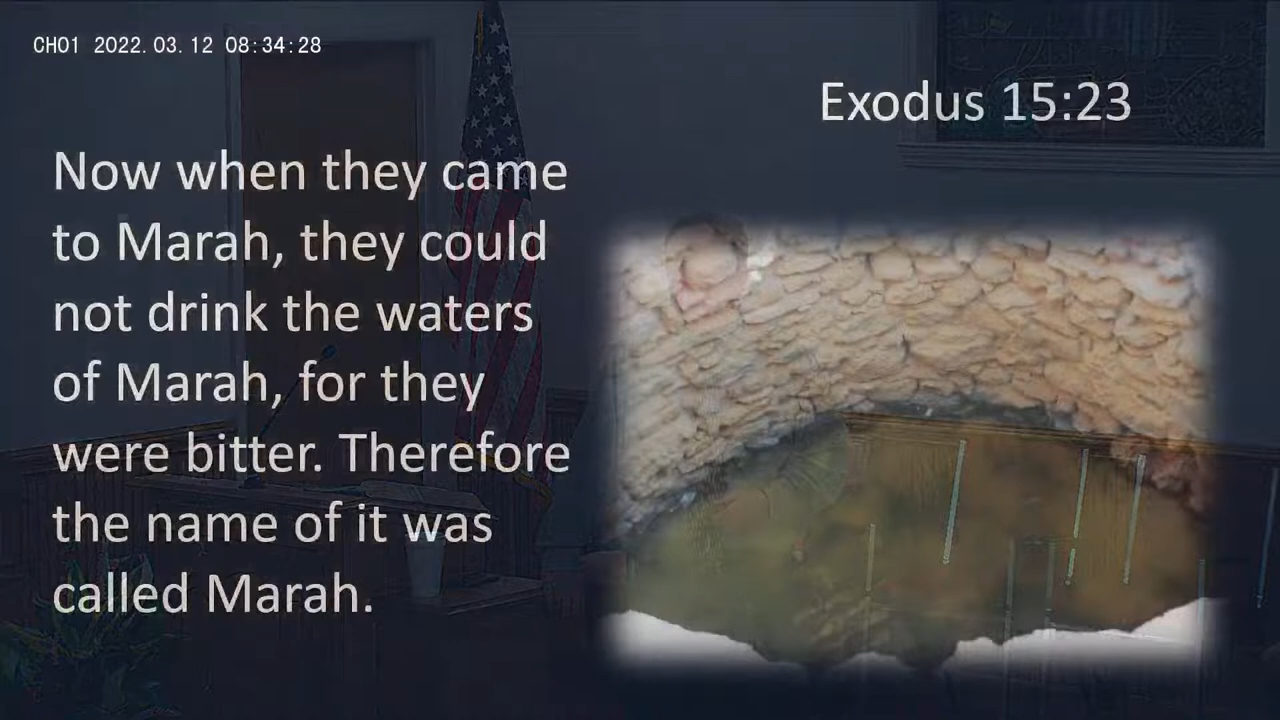 CH01 2022.03.12 08:34:28
Exodus 15:23
Now when they came
to Marah, they could
not drink the waters
of Marah, for they
were bitter. Therefore
the name of it was
called Marah.